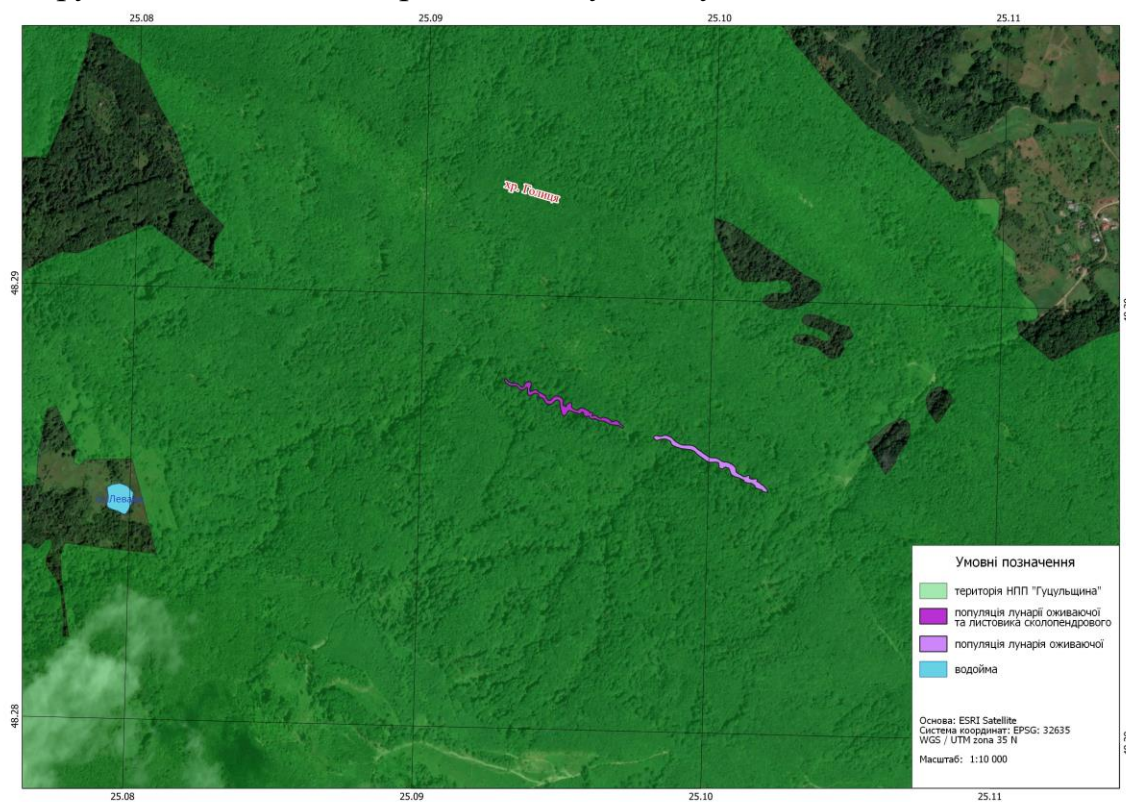 25.08 25.09 25.10 25.11
хр. Голиця
48.29
Левада
Умовні позначення
територія НПП "Гуцульщина"
популяція лунарії оживаючої
та листовика сколопендрового
популяція лунарія оживаючої
водойма
48.28
Основа: ESRI Satellite
Система координат: EPSG: 32635
WGS / UTM zona 35 N
Масштаб: 1:10 000
25.08 25.09 25.10 25.11